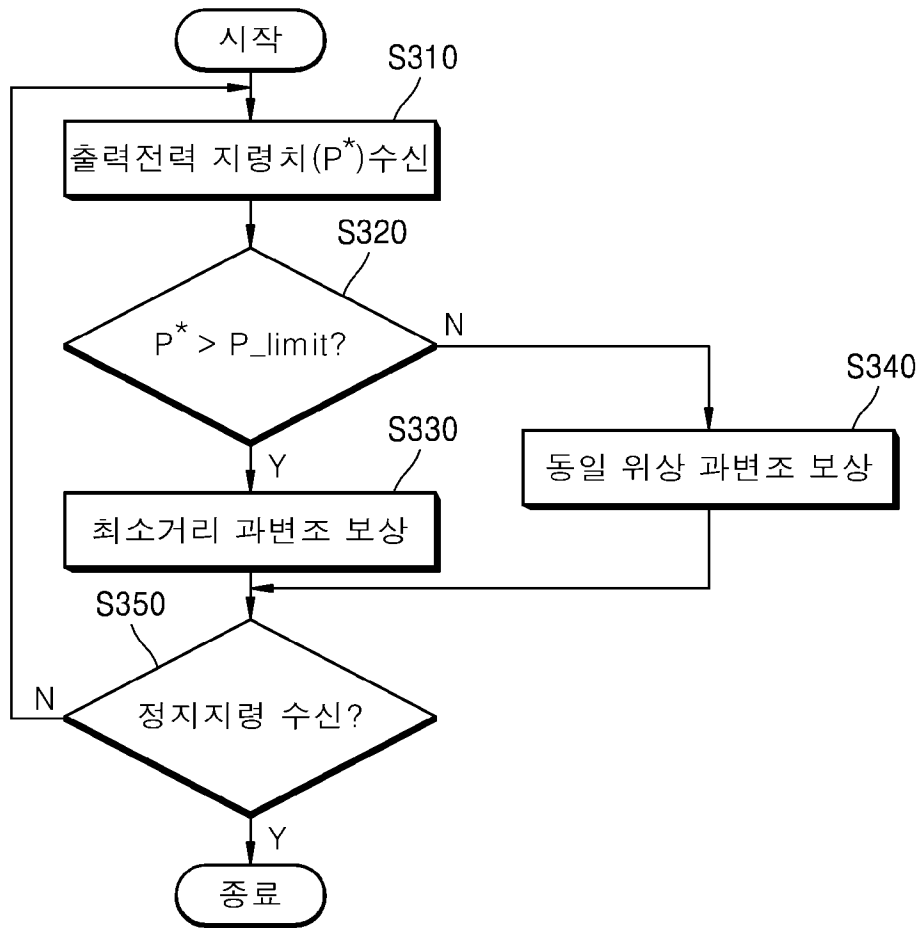 시작
S310
출력전력 지령치(P*)수신
S320
P* > P_limit?
N
S340
동일 위상 과변조 보상
Y
S330
최소거리 과변조 보상
S350
N
정지지령 수신?
Y
종료